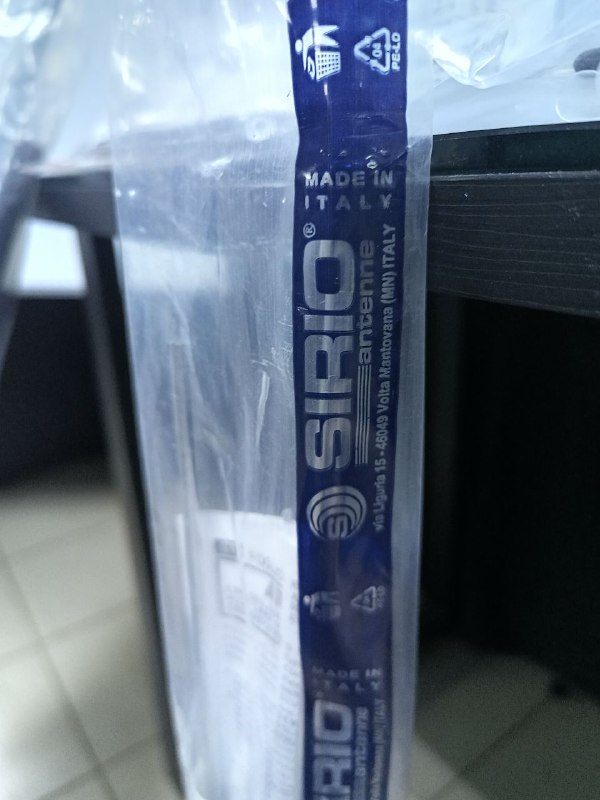 04
PE-LD
MADE IN
ITALY
SIRIO®
antenne
via Liguria 15 - 46049 Volta Mantovana (MN) ITALY
S
MADE IN
ITALY
SIRIO
antenne